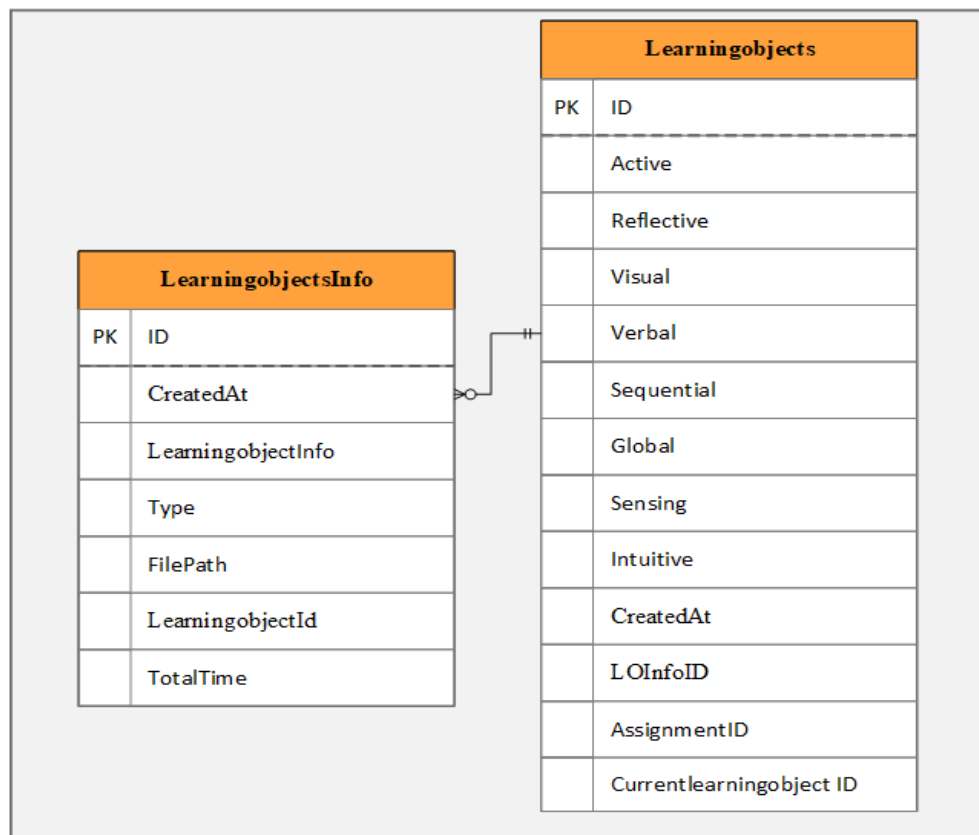 Learningobjects
PK ID
Active
Reflective
Visual
Verbal
Sequential
Global
Sensing
Intuitive
CreatedAt
LOInfoID
AssignmentID
Currentlearningobject ID
LearningobjectsInfo
PK ID
CreatedAt
LearningobjectInfo
Type
FilePath
LearningobjectId
TotalTime